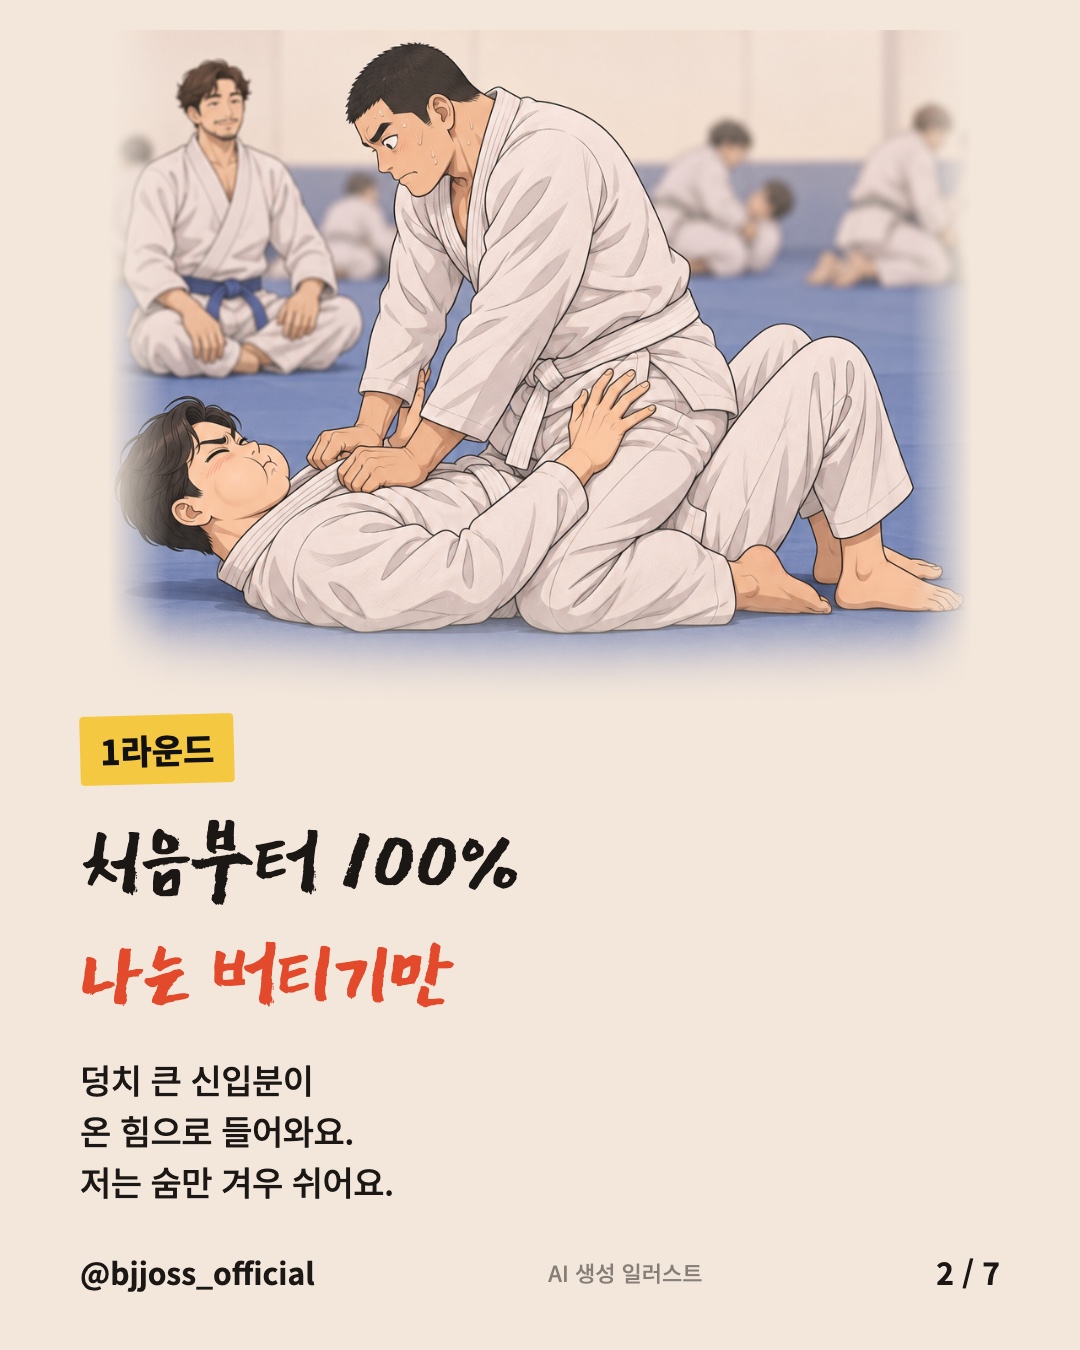 1라운드
처음부터 100%
나는 버티기만
덩치 큰 신입분이
온 힘으로 들어와요.
저는 숨만 겨우 쉬어요.
@bjjoss_official
AI 생성 일러스트
2 / 7